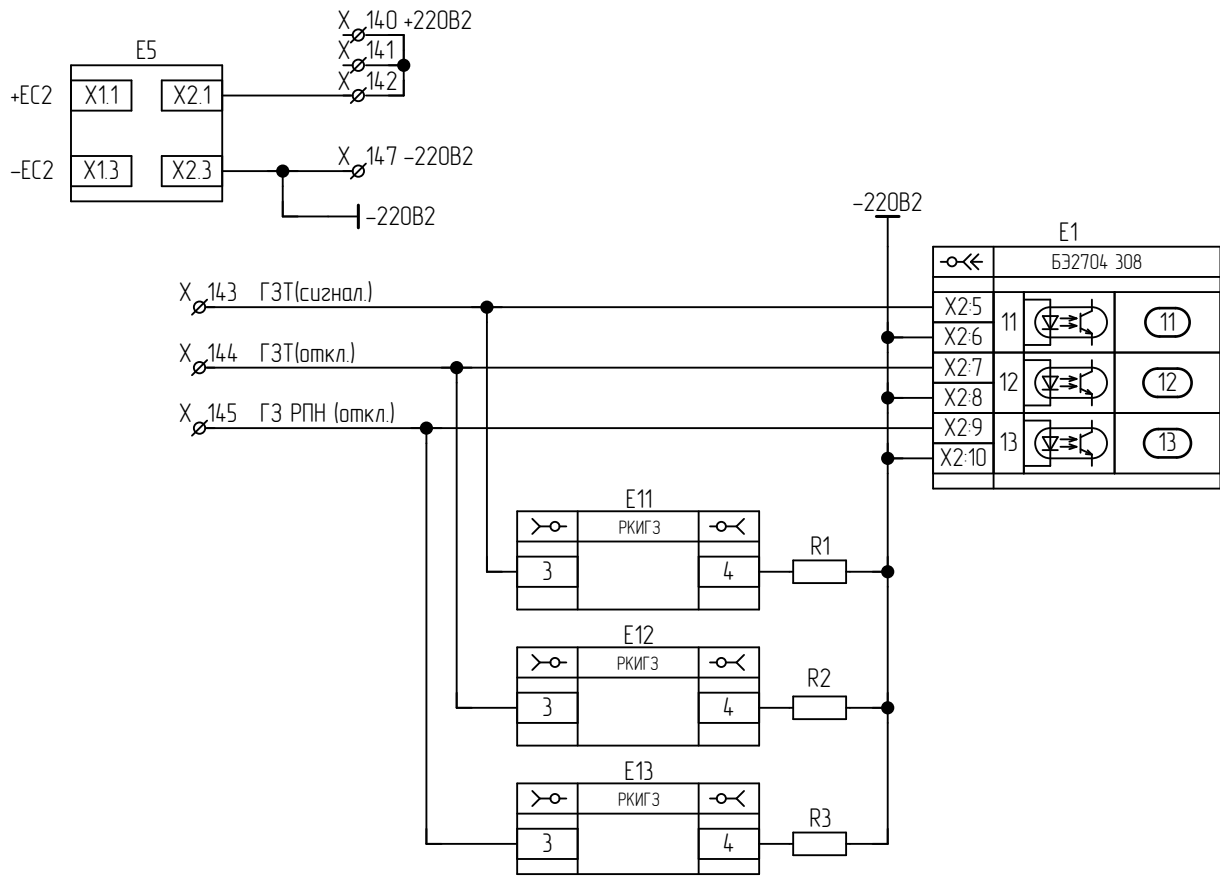 X 140 +220В2
X 141
X 142
E5
+ЕС2 X1.1 X2.1
-ЕС2 X1.3 X2.3
X 147 -220В2
-220В2
-220В2
E1
БЭ2704 308
X 143 ГЗТ(сигнал.)
X2:5
X2:6
11 11
X 144 ГЗТ(откл.)
X2:7
X2:8
12 12
X 145 ГЗ РПН (откл.)
X2:9
X2:10
13 13
E11
РКИГЗ
3 4
R1
E12
РКИГЗ
3 4
R2
E13
РКИГЗ
3 4
R3